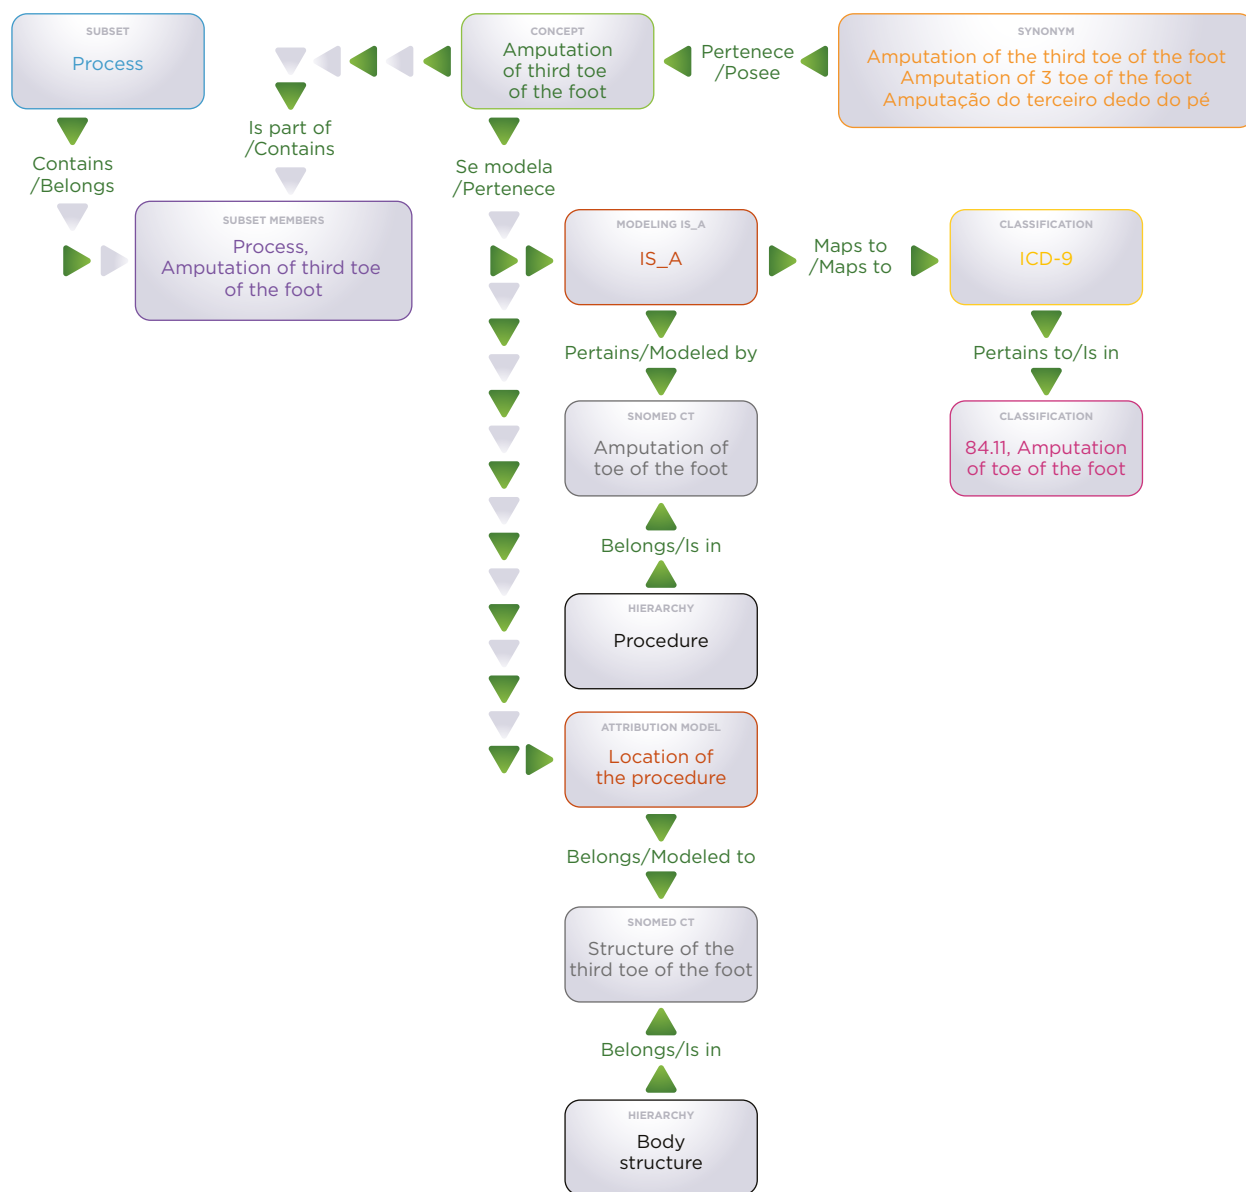 SUBSET
Process
CONCEPT
Amputation
of third toe
of the foot
Pertenece
/Posee
SYNONYM
Amputation of the third toe of the foot
Amputation of 3 toe of the foot
Amputação do terceiro dedo do pé
Contains
/Belongs
Is part of
/Contains
Se modela
/Pertenece
SUBSET MEMBERS
Process,
Amputation of third toe
of the foot
MODELING IS_A
IS_A
Maps to
/Maps to
CLASSIFICATION
ICD-9
Pertains/Modeled by
Pertains to/Is in
SNOMED CT
Amputation of
toe of the foot
CLASSIFICATION
84.11, Amputation
of toe of the foot
Belongs/Is in
HIERARCHY
Procedure
ATTRIBUTION MODEL
Location of
the procedure
Belongs/Modeled to
SNOMED CT
Structure of the
third toe of the foot
Belongs/Is in
HIERARCHY
Body
structure